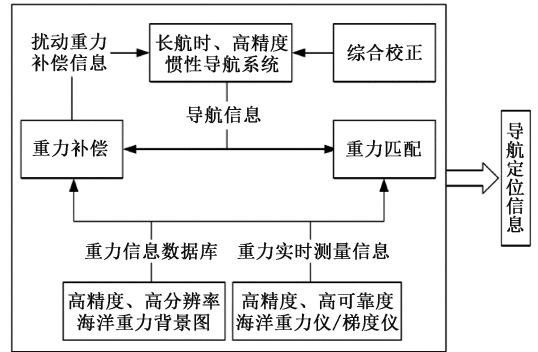 扰动重力
补偿信息
长航时、高精度
惯性导航系统
综合校正
导航信息
重力补偿
重力匹配
导航定位信息
重力信息数据库
重力实时测量信息
高精度、高分辨率
海洋重力背景图
高精度、高可靠度
海洋重力仪/梯度仪